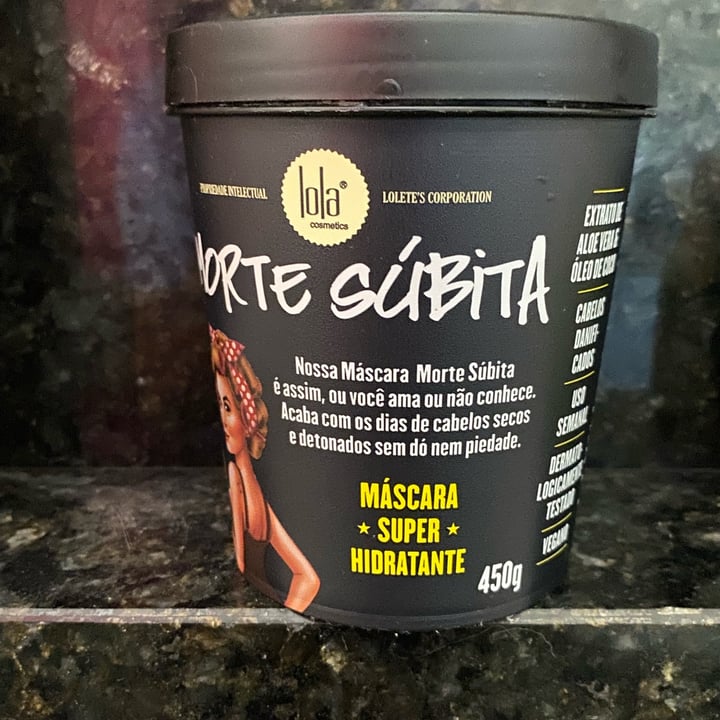 PROPRIEDADE INTELECTUAL
lola®
cosmetics
LOLETE'S CORPORATION
MORTE SÚBITA
Nossa Máscara Morte Súbita
é assim, ou você ama ou não conhece.
Acaba com os dias de cabelos secos
e detonados sem dó nem piedade.
MÁSCARA
★ SUPER ★
HIDRATANTE
450g
EXTRATO DE
ALOE VERA E
ÓLEO DE COCO
CABELOS
DANIFI-
CADOS
USO
SEMANAL
DERMATO-
LOGICAMENTE
TESTADO
VEGANO